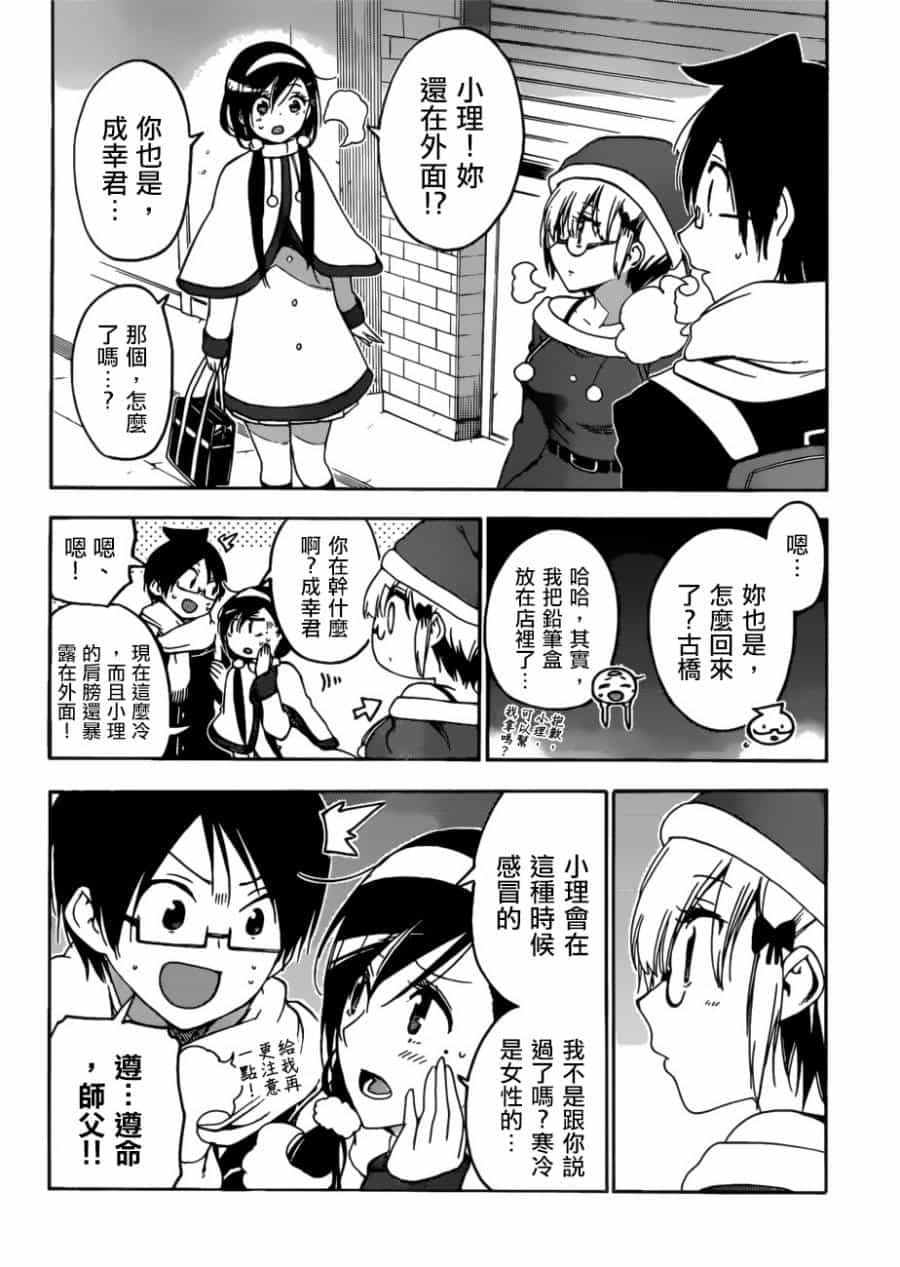 小理！妳
還在外面!?
你也是，
成幸君…
那個，怎麼
了嗎…?
嗯…
妳也是，
怎麼回來
了？古橋
哈哈，其實，
我把鉛筆盒
放在店裡了…
抱歉，
小理，
可以幫
我拿嗎？
你在幹什麼
啊？成幸君
嗯、
嗯！
現在這麼冷
，而且小理
的肩膀還暴
露在外面！
小理會在
這種時候
感冒的
我不是跟你說
過了嗎？寒冷
是女性的…
給我再
更注意
一點！
遵…遵命
，師父!!